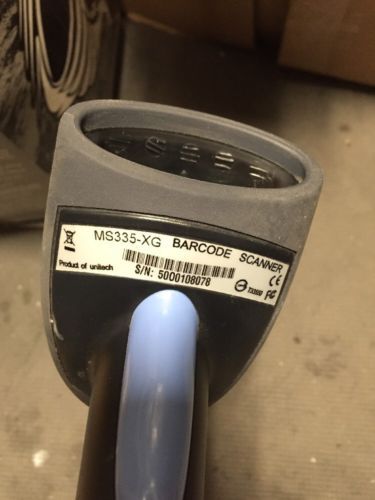 MS335-XG BARCODE SCANNER
Product of unitech
S/N: 5000108078
CE
FC